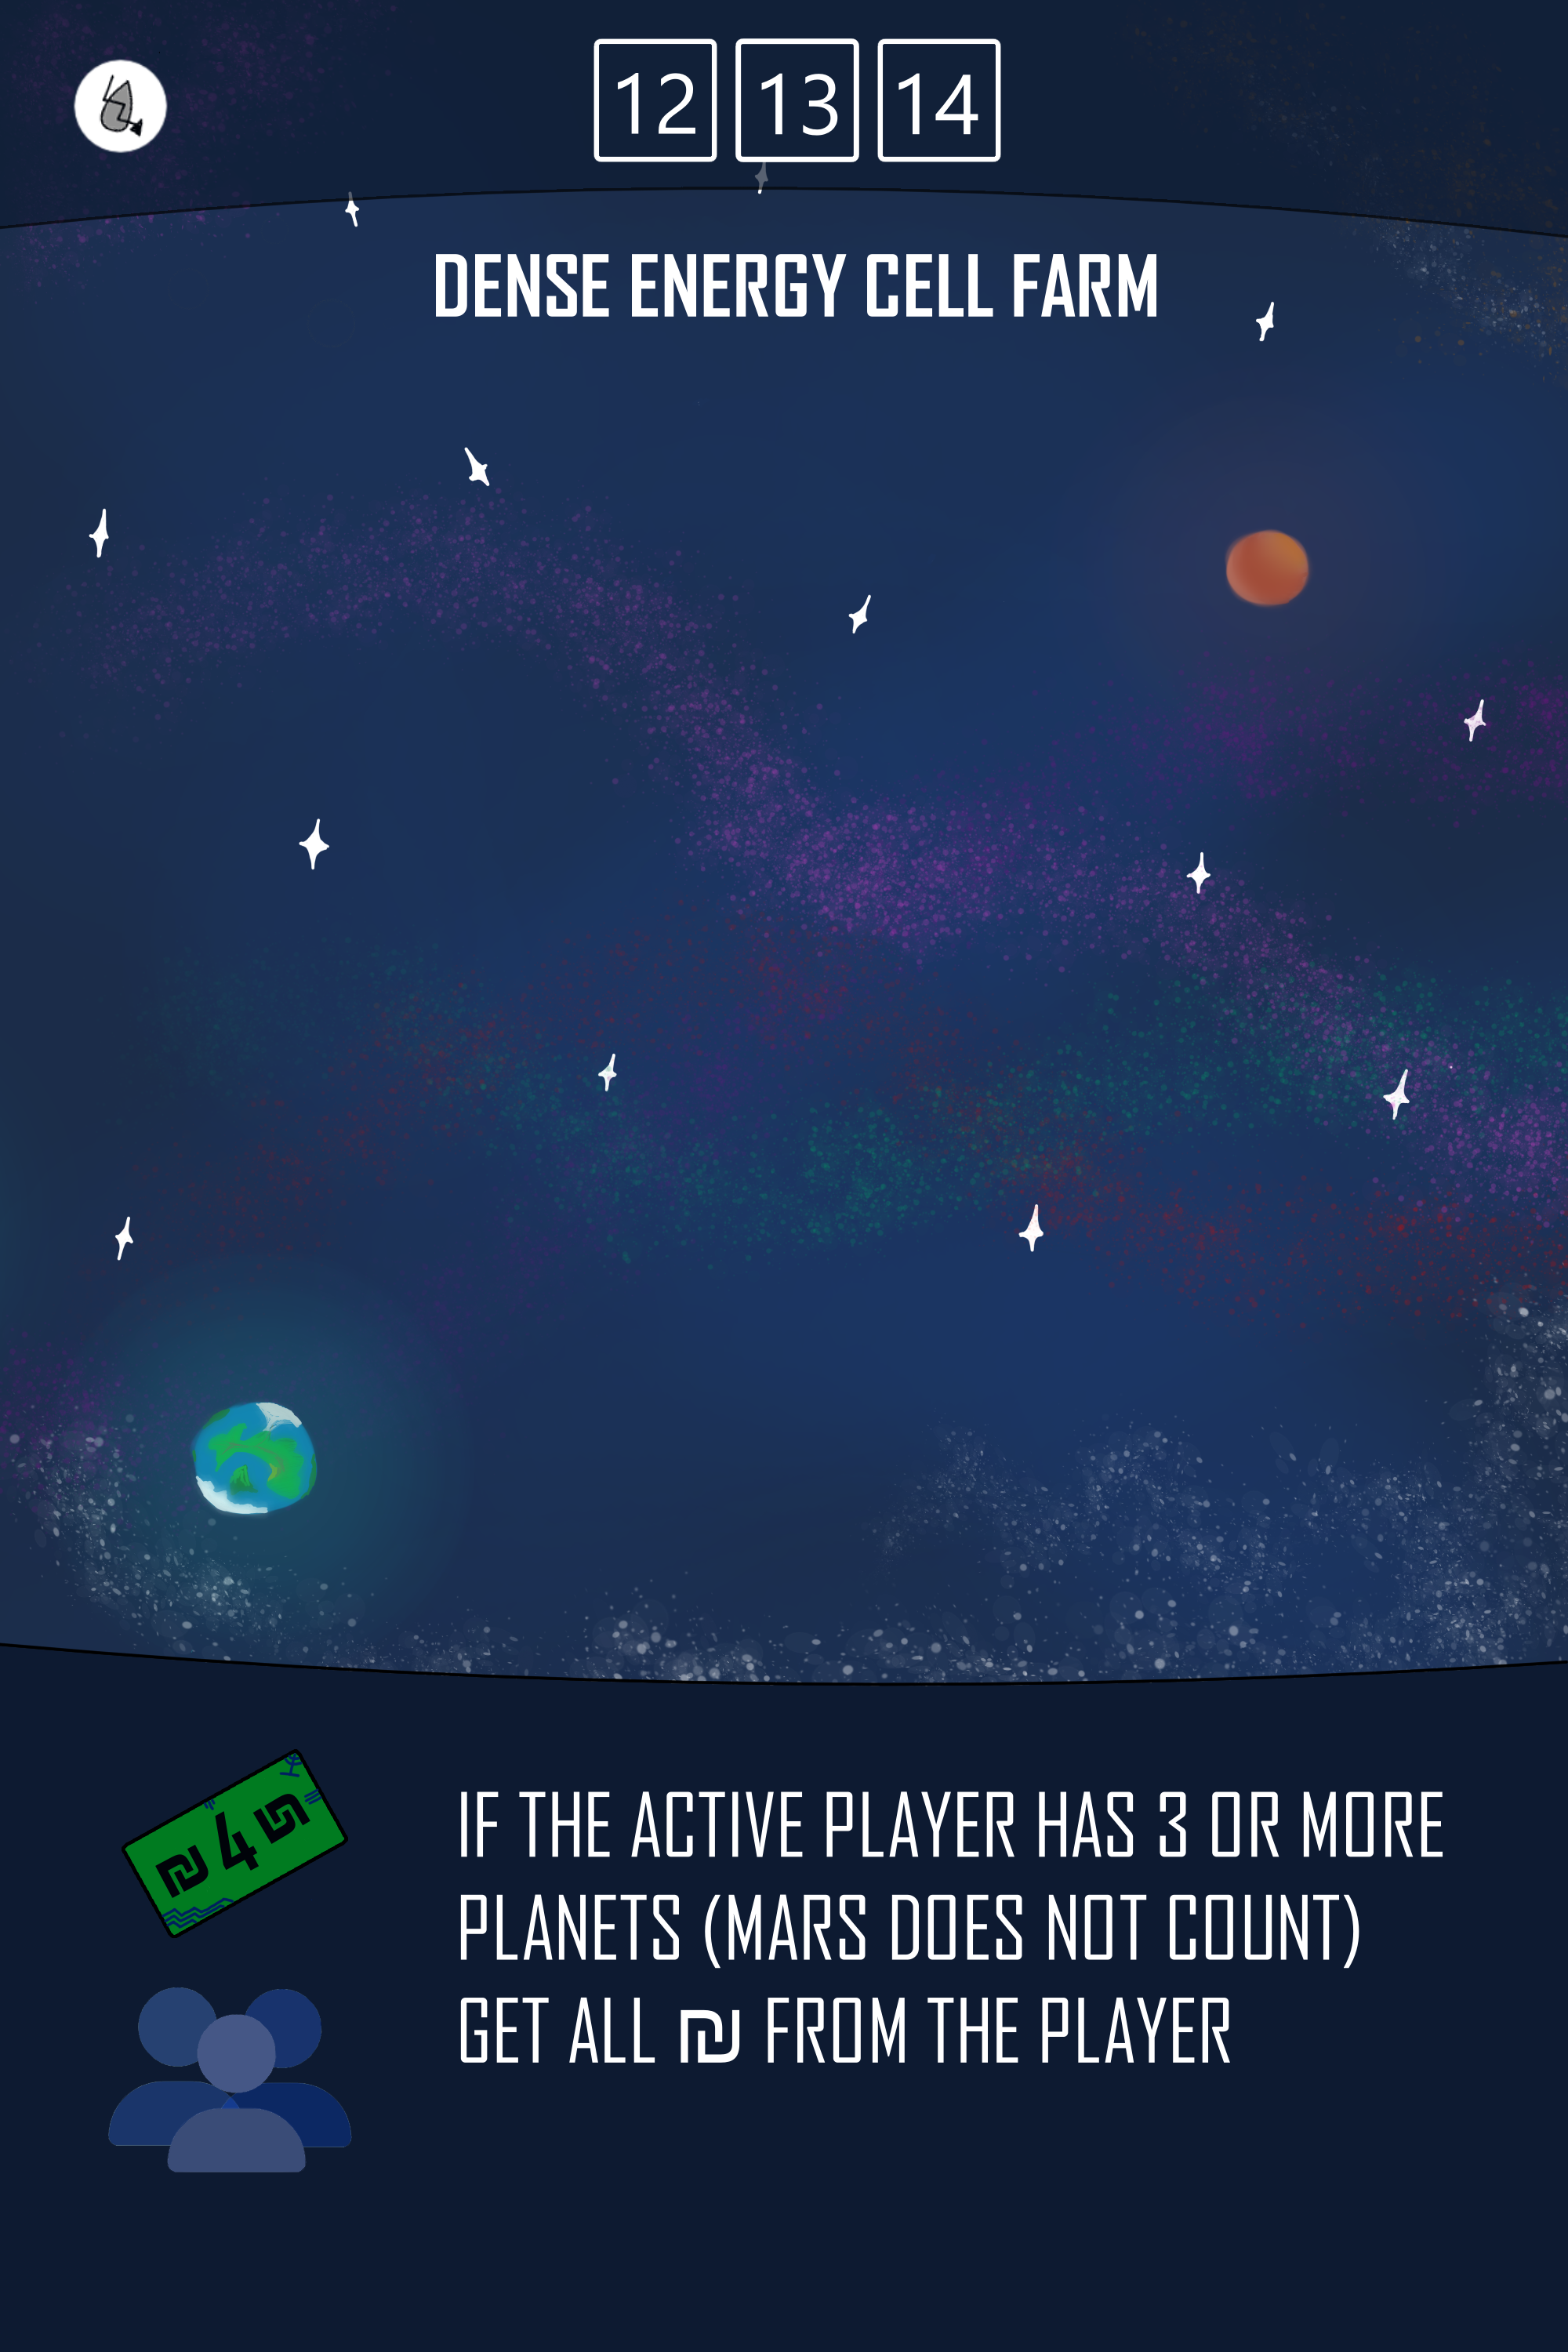 12 13 14
DENSE ENERGY CELL FARM
₪ 4 ₪
IF THE ACTIVE PLAYER HAS 3 OR MORE
PLANETS (MARS DOES NOT COUNT)
GET ALL ₪ FROM THE PLAYER